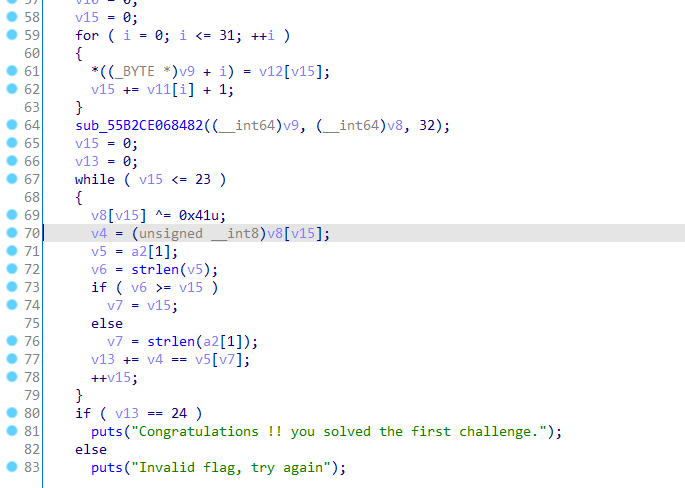 57 v16 = 0;
58 v15 = 0;
59 for ( i = 0; i <= 31; ++i )
60 {
61 *((_BYTE *)v9 + i) = v12[v15];
62 v15 += v11[i] + 1;
63 }
64 sub_55B2CE068482((__int64)v9, (__int64)v8, 32);
65 v15 = 0;
66 v13 = 0;
67 while ( v15 <= 23 )
68 {
69 v8[v15] ^= 0x41u;
70 v4 = (unsigned __int8)v8[v15];
71 v5 = a2[1];
72 v6 = strlen(v5);
73 if ( v6 >= v15 )
74 v7 = v15;
75 else
76 v7 = strlen(a2[1]);
77 v13 += v4 == v5[v7];
78 ++v15;
79 }
80 if ( v13 == 24 )
81 puts("Congratulations !! you solved the first challenge.");
82 else
83 puts("Invalid flag, try again");